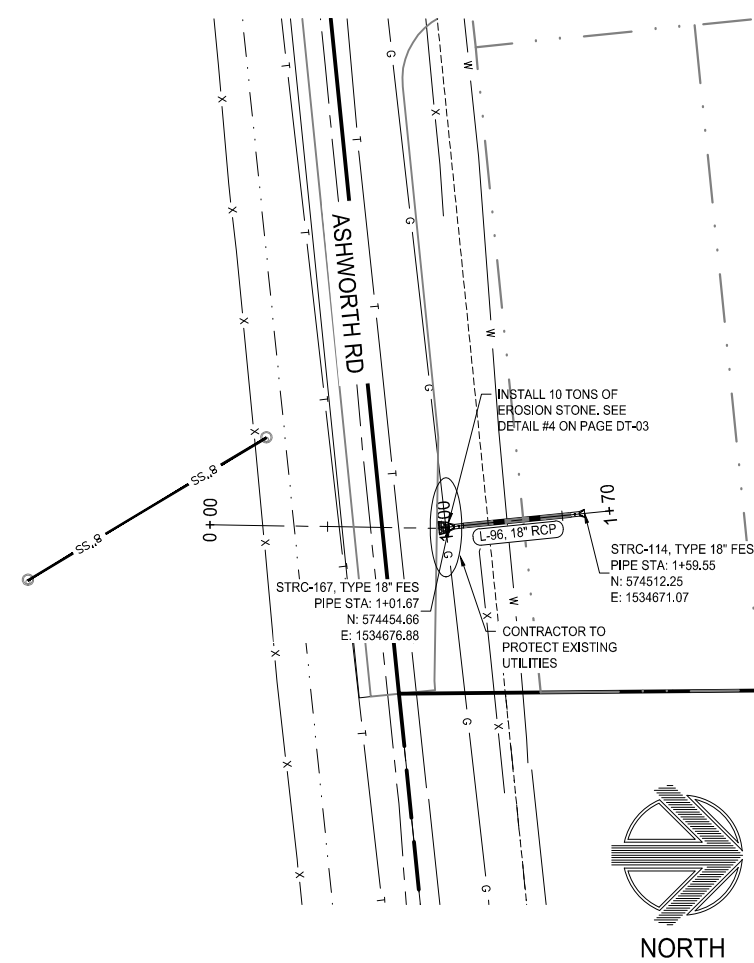 X
T
G
W
X
T
G
X
X
T
G
W
ASHWORTH RD
X
T
G
INSTALL 10 TONS OF
EROSION STONE. SEE
DETAIL #4 ON PAGE DT-03
X
T
8"SS
8"SS
0+00
X
1+70
L-96, 18" RCP
G
STRC-114, TYPE 18" FES
PIPE STA: 1+59.55
N: 574512.25
E: 1534671.07
STRC-167, TYPE 18" FES
PIPE STA: 1+01.67
N: 574454.66
E: 1534676.88
T
W
X
X
CONTRACTOR TO
PROTECT EXISTING
UTILITIES
G
X
T
X
X
G
T
NORTH